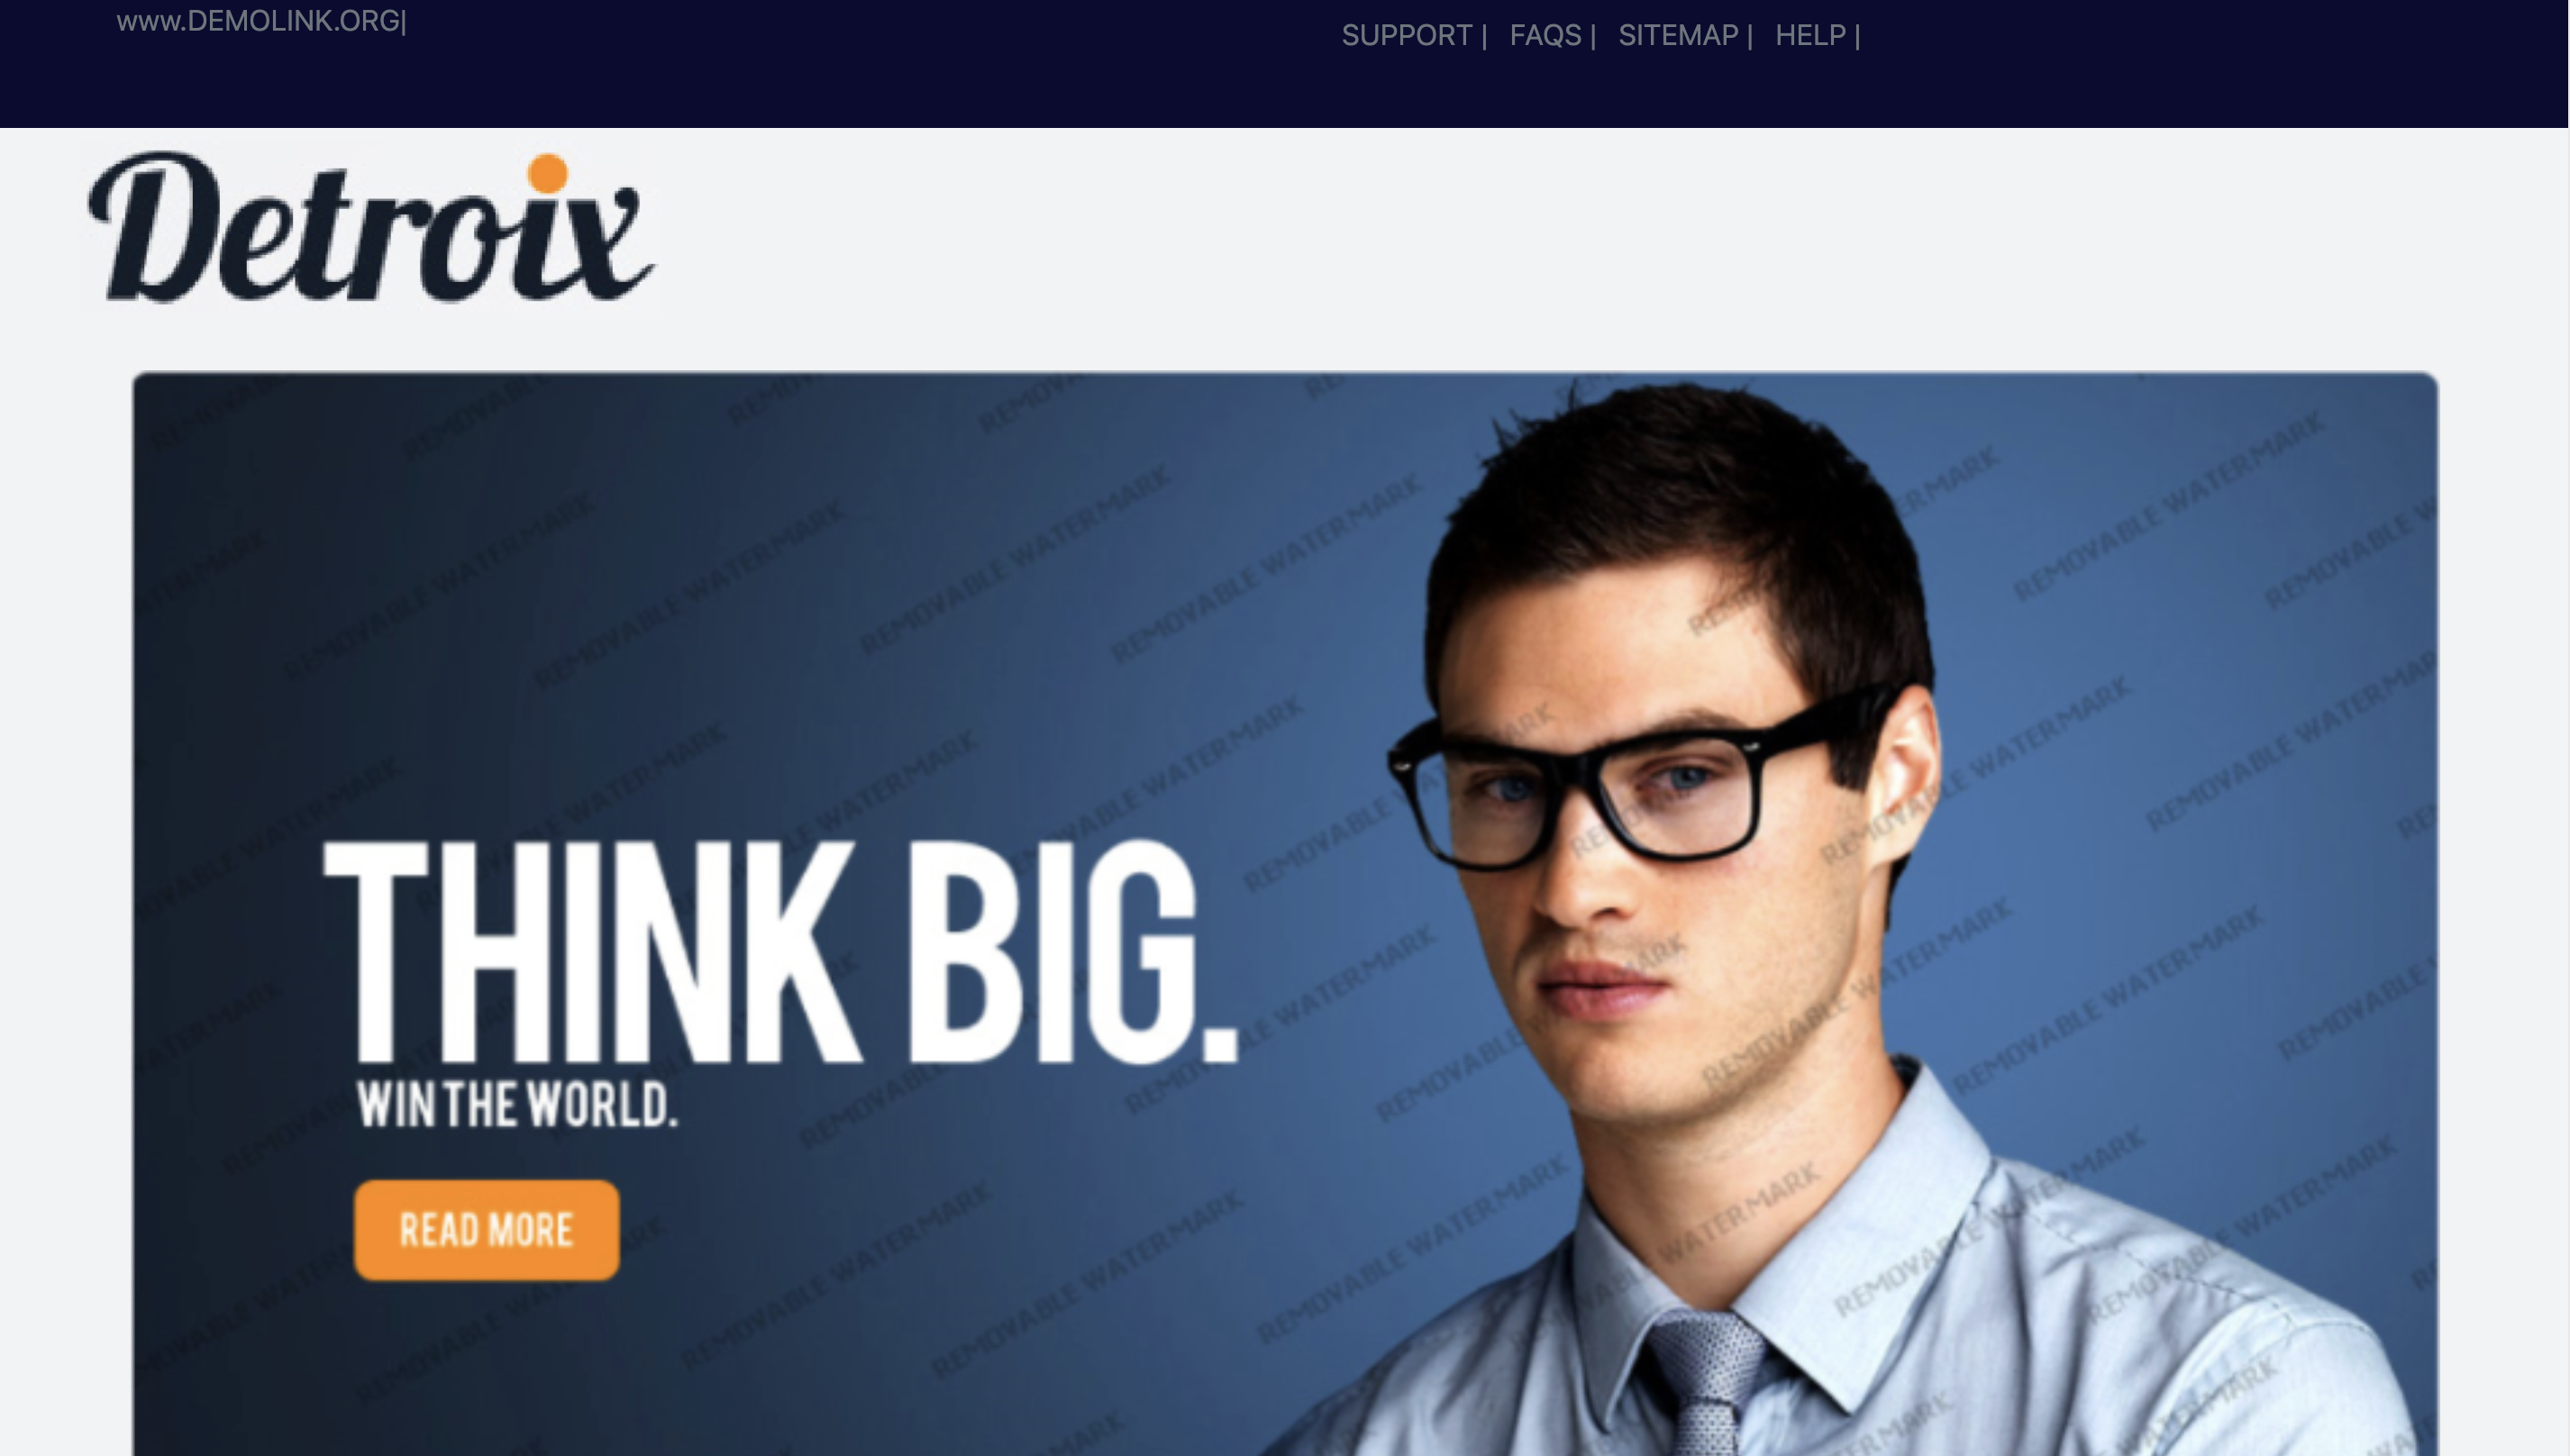 www.DEMOLINK.ORG|
SUPPORT | FAQS | SITEMAP | HELP |
Detroix
THINK BIG.
WIN THE WORLD.
READ MORE
REMOVABLE WATERMARK